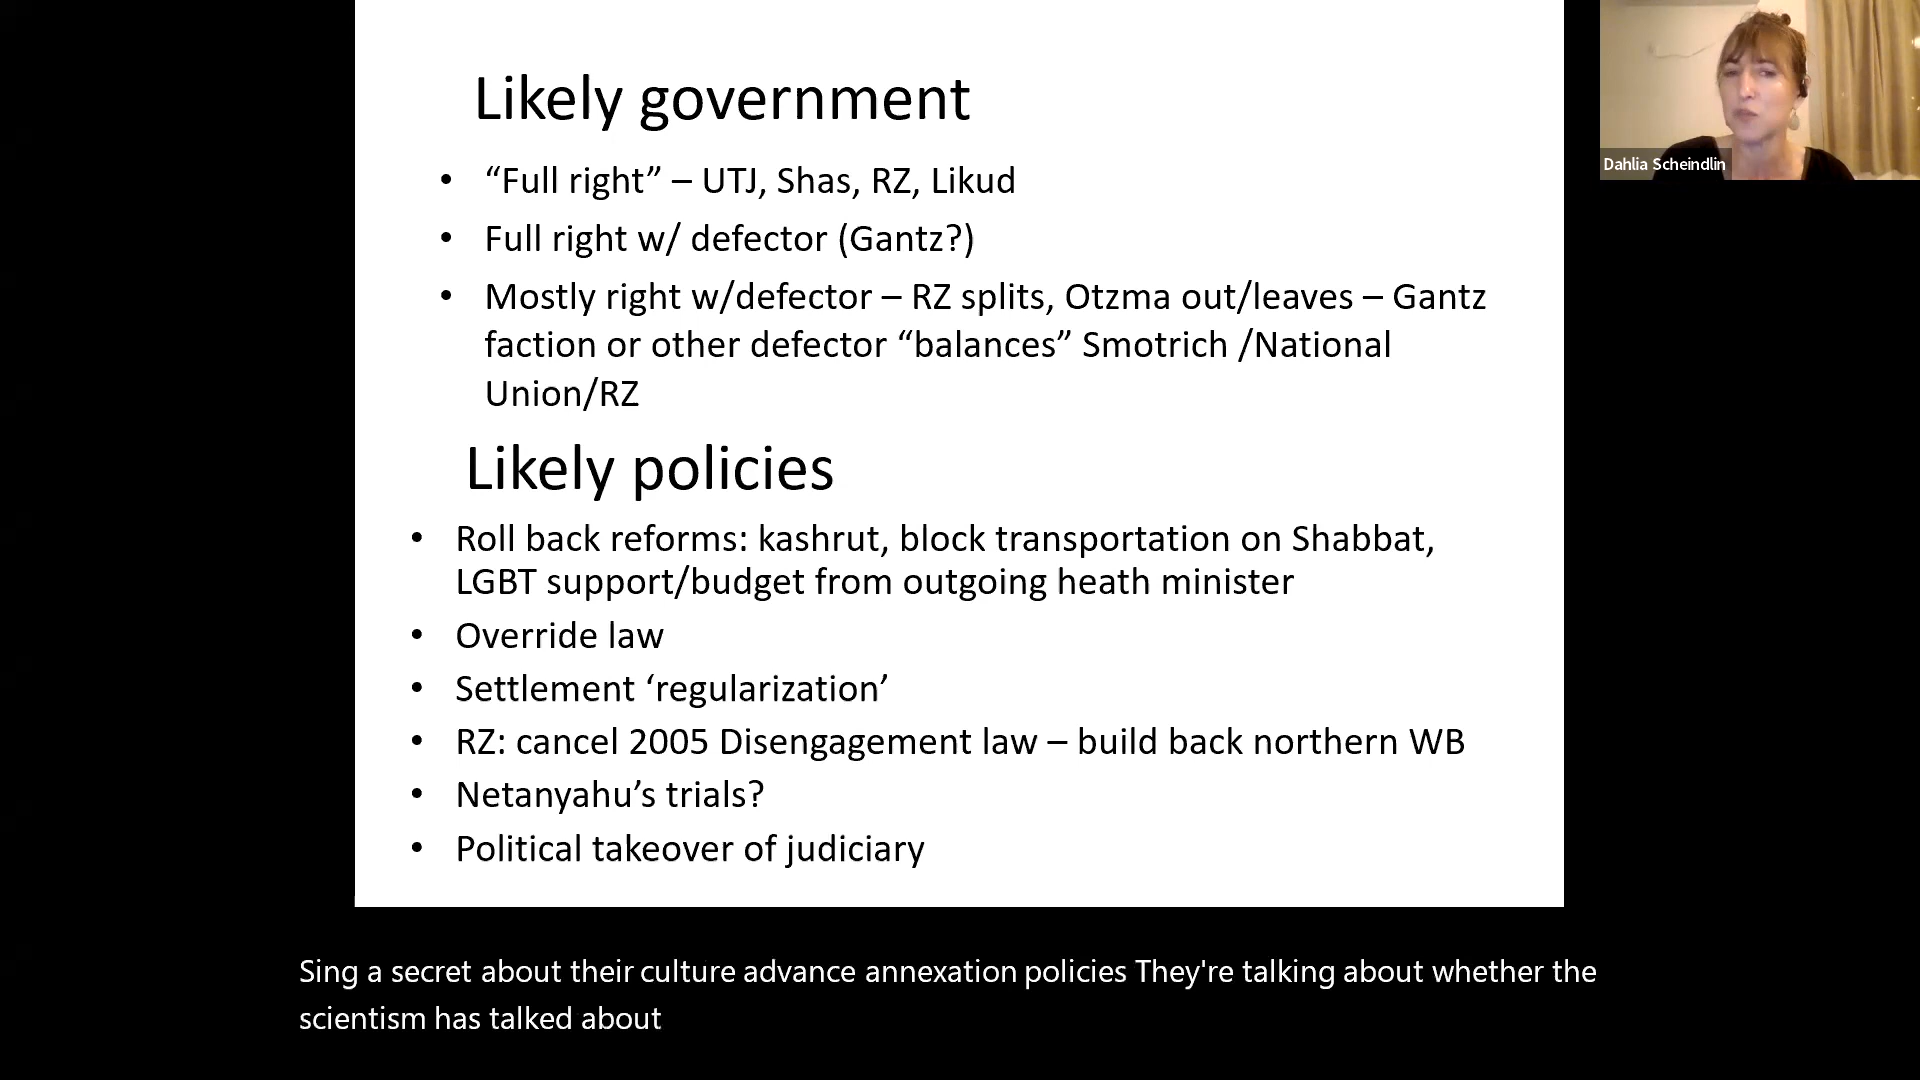 Likely government
• “Full right” – UTJ, Shas, RZ, Likud
• Full right w/ defector (Gantz?)
• Mostly right w/defector – RZ splits, Otzma out/leaves – Gantz
faction or other defector “balances” Smotrich /National
Union/RZ
Likely policies
• Roll back reforms: kashrut, block transportation on Shabbat,
LGBT support/budget from outgoing heath minister
• Override law
• Settlement ‘regularization’
• RZ: cancel 2005 Disengagement law – build back northern WB
• Netanyahu’s trials?
• Political takeover of judiciary
Dahlia Scheindlin
Sing a secret about their culture advance annexation policies They're talking about whether the
scientism has talked about